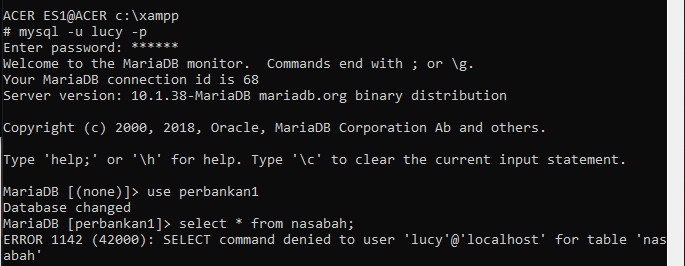 ACER ES1@ACER c:\xampp
# mysql -u lucy -p
Enter password: ******
Welcome to the MariaDB monitor.  Commands end with ; or \g.
Your MariaDB connection id is 68
Server version: 10.1.38-MariaDB mariadb.org binary distribution
Copyright (c) 2000, 2018, Oracle, MariaDB Corporation Ab and others.
Type 'help;' or '\h' for help. Type '\c' to clear the current input statement.
MariaDB [(none)]> use perbankan1
Database changed
MariaDB [perbankan1]> select * from nasabah;
ERROR 1142 (42000): SELECT command denied to user 'lucy'@'localhost' for table 'nas
abah'